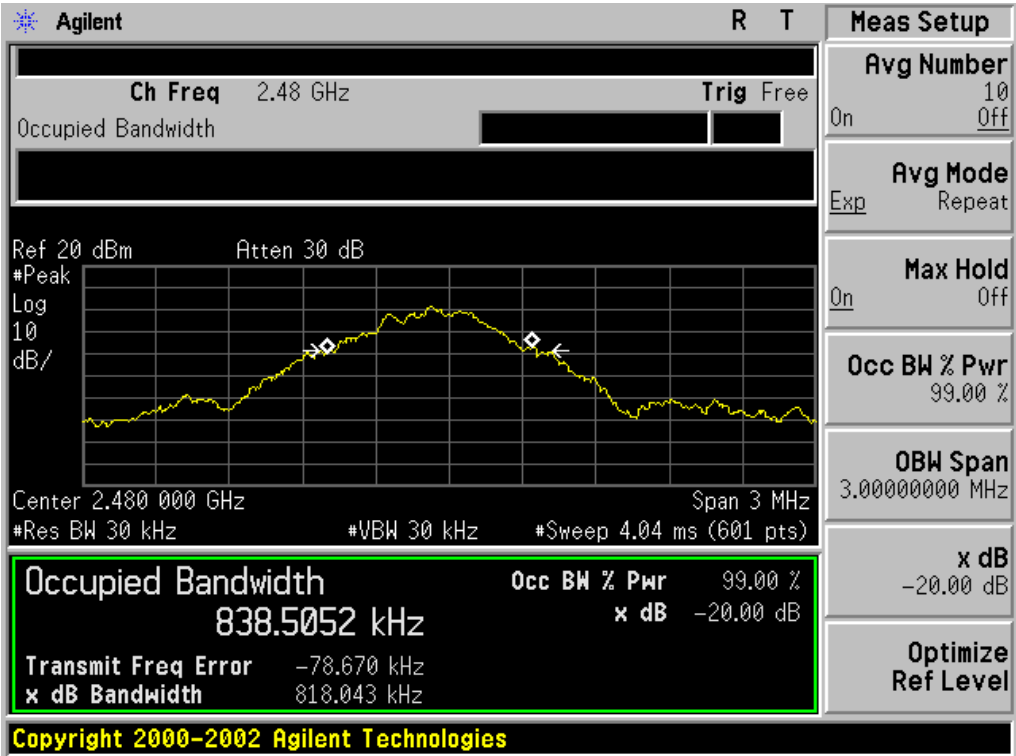 Agilent R T
Ch Freq 2.48 GHz Trig Free
Occupied Bandwidth
Ref 20 dBm Atten 30 dB
#Peak
Log
10
dB/
Center 2.480 000 GHz Span 3 MHz
#Res BW 30 kHz #VBW 30 kHz #Sweep 4.04 ms (601 pts)
Occupied Bandwidth
838.5052 kHz
Occ BW % Pwr 99.00 %
x dB -20.00 dB
Transmit Freq Error -78.670 kHz
x dB Bandwidth 818.043 kHz
Copyright 2000-2002 Agilent Technologies
Meas Setup
Avg Number
10
On Off
Avg Mode
Exp Repeat
Max Hold
On Off
Occ BW % Pwr
99.00 %
OBW Span
3.00000000 MHz
x dB
-20.00 dB
Optimize
Ref Level